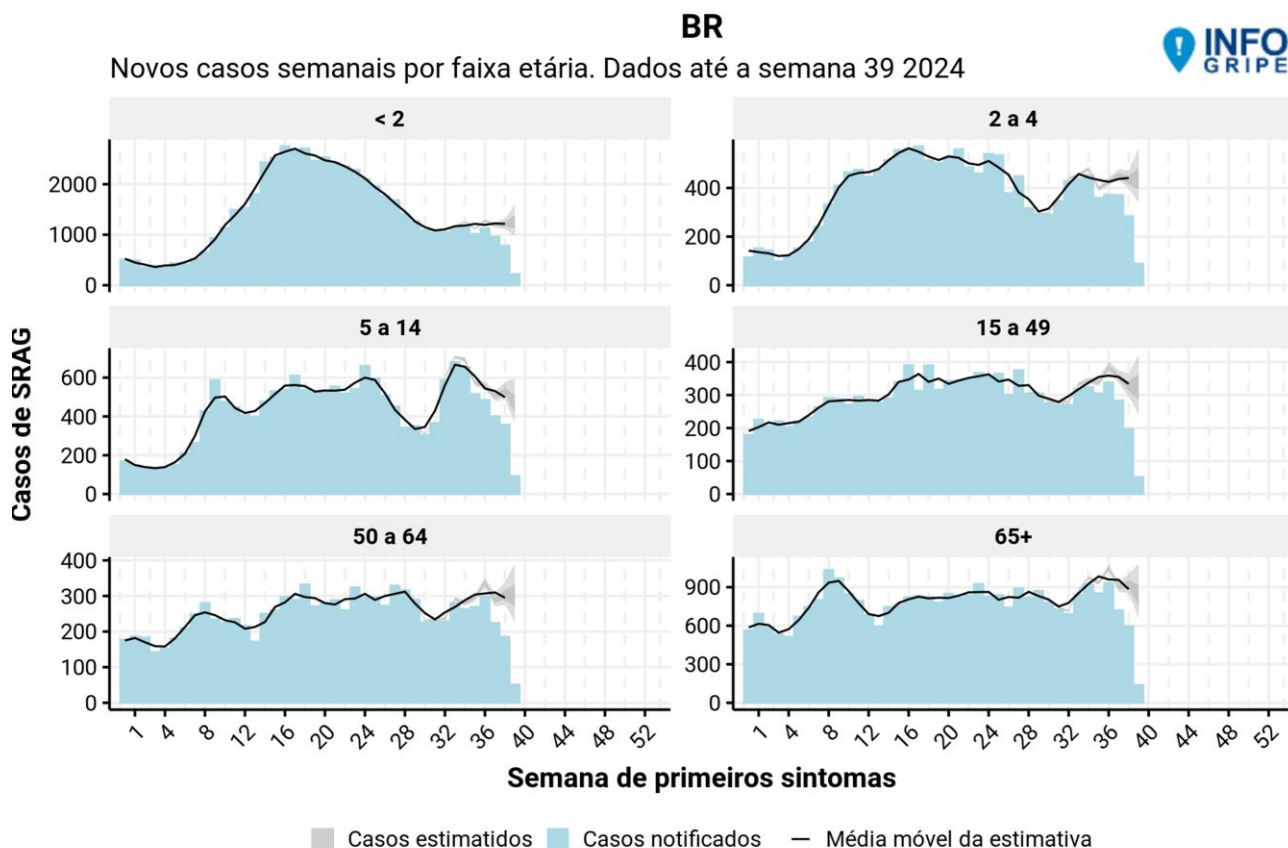 BR
INFO
GRIPE
Novos casos semanais por faixa etária. Dados até a semana 39 2024
< 2
2000
1000
0
2 a 4
400
200
0
5 a 14
600
400
200
0
15 a 49
400
300
200
100
0
50 a 64
400
300
200
100
0
65+
900
600
300
0
Casos de SRAG
1 4 8 12 16 20 24 28 32 36 40 44 48 52
1 4 8 12 16 20 24 28 32 36 40 44 48 52
Semana de primeiros sintomas
Casos estimatidos Casos notificados Média móvel da estimativa